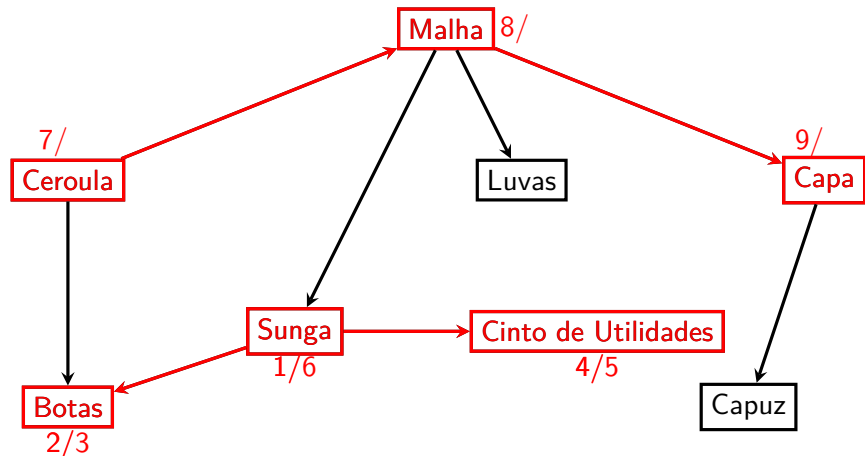 Malha
8/
7/
9/
Ceroula
Luvas
Capa
Sunga
Cinto de Utilidades
1/6
4/5
Botas
Capuz
2/3